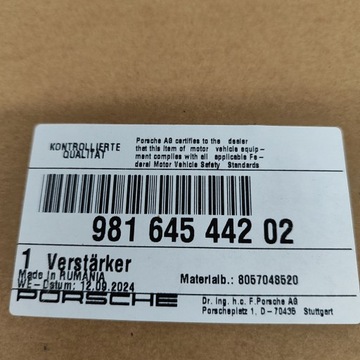 KONTROLLIERTE
QUALITÄT
Porsche AG certifies to the dealer
that this item of motor vehicle equip-
ment complies with all applicable Fe-
deral Motor Vehicle Safety Standards
981 645 442 02
1 Verstärker
Made in RUMÄNIA
WE-Datum: 12.09.2024
Materialb.: 8057048520
PORSCHE
Dr. ing. h.c. F.Porsche AG
Porscheplatz 1, D-70435 Stuttgart